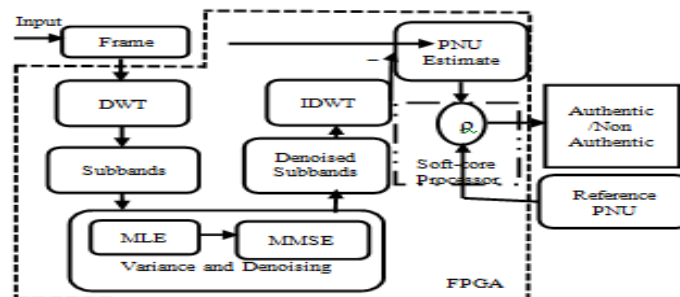 Input
Frame
PNU
Estimate
DWT
IDWT
Authentic
/Non
Authentic
ρ
Subbands
Denoised
Subbands
Soft-core
Processor
Reference
PNU
MLE
MMSE
Variance and Denoising
FPGA